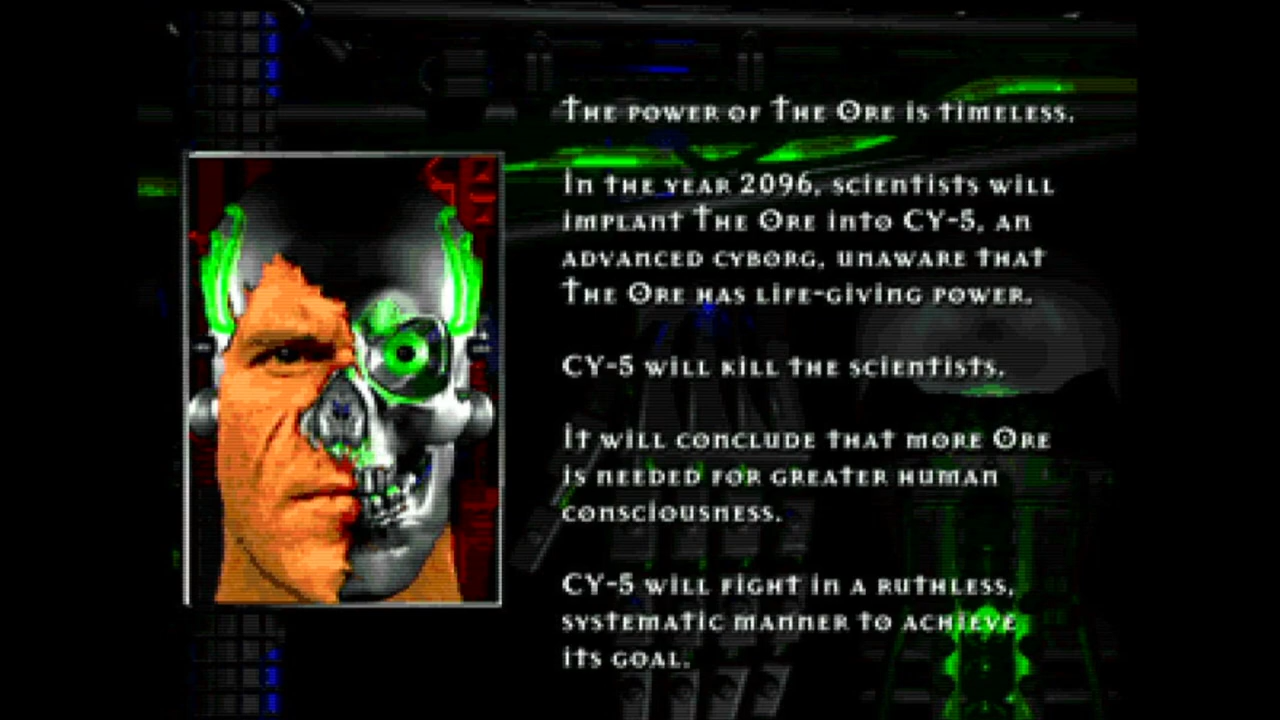 The power of The Ore is timeless.
In the year 2096, scientists will
implant The Ore into CY-5, an
advanced cyborg, unaware that
The Ore has life-giving power.
CY-5 will kill the scientists.
It will conclude that more Ore
is needed for greater human
consciousness.
CY-5 will fight in a ruthless,
systematic manner to achieve
its goal.